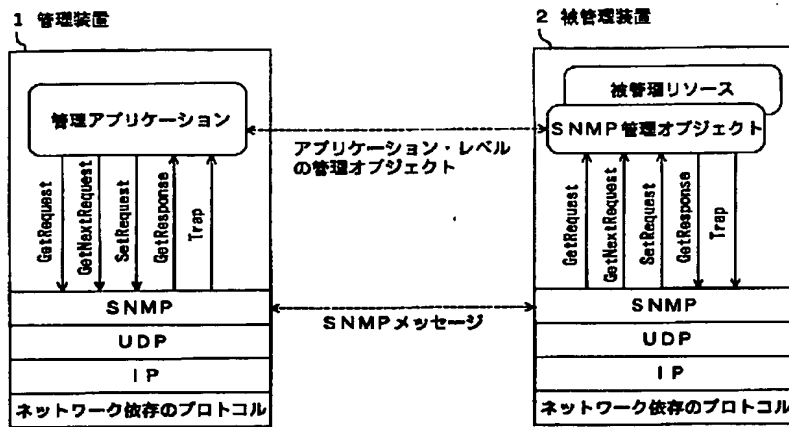 1 管理装置
管理アプリケーション
GetRequest
GetNextRequest
SetRequest
GetResponse
Trap
SNMP
UDP
IP
ネットワーク依存のプロトコル
アプリケーション・レベル
の管理オブジェクト
SNMPメッセージ
2 被管理装置
被管理リソース
SNMP管理オブジェクト
GetRequest
GetNextRequest
SetRequest
GetResponse
Trap
SNMP
UDP
IP
ネットワーク依存のプロトコル